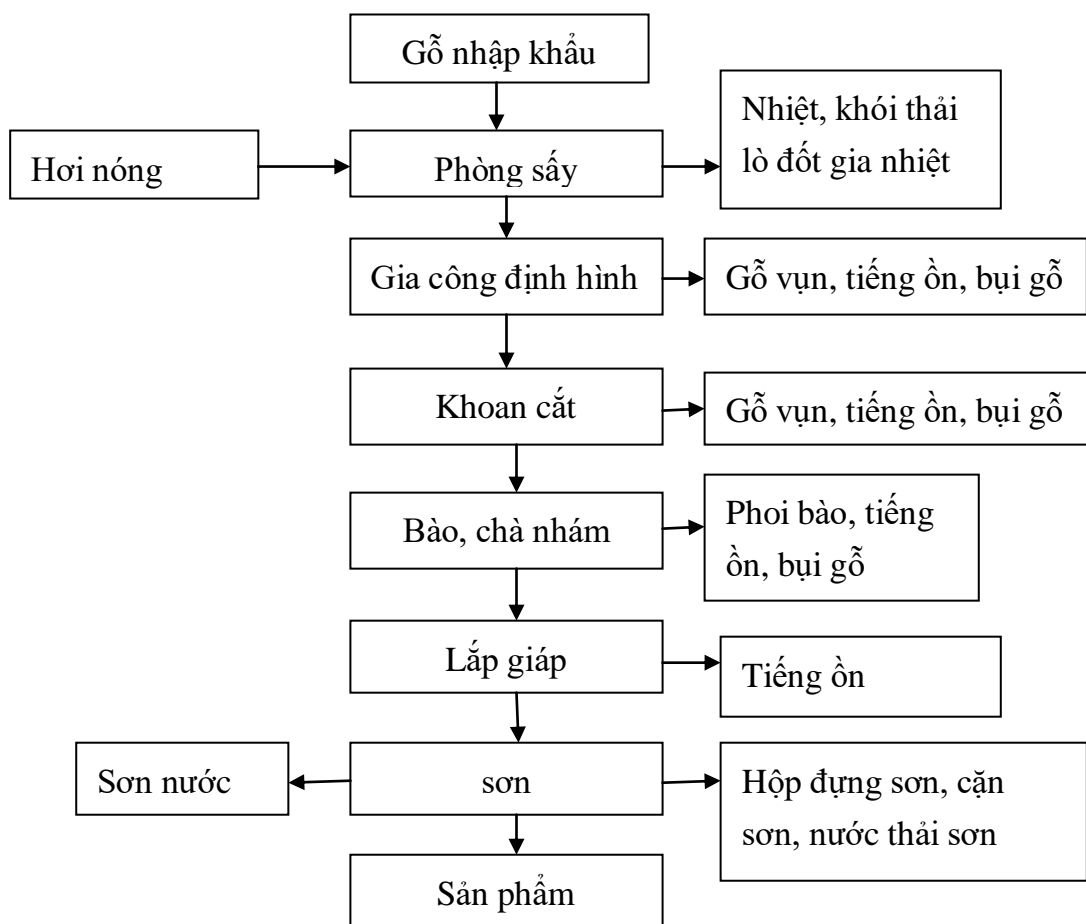 Gỗ nhập khẩu
Nhiệt, khói thải
lò đốt gia nhiệt
Hơi nóng
Phòng sấy
Gia công định hình
Gỗ vụn, tiếng ồn, bụi gỗ
Khoan cắt
Gỗ vụn, tiếng ồn, bụi gỗ
Bào, chà nhám
Phoi bào, tiếng
ồn, bụi gỗ
Lắp giáp
Tiếng ồn
Sơn nước
sơn
Hộp đựng sơn, cặn
sơn, nước thải sơn
Sản phẩm